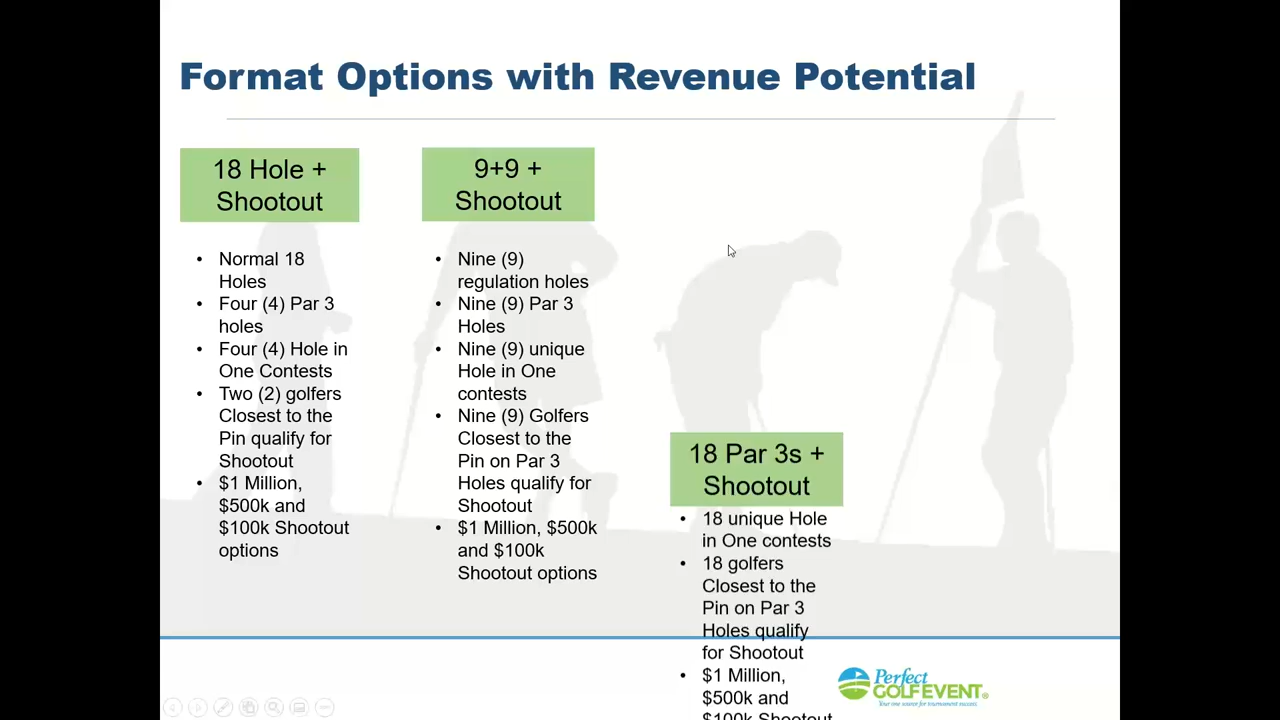 Format Options with Revenue Potential
18 Hole +
Shootout
• Normal 18
Holes
• Four (4) Par 3
holes
• Four (4) Hole in
One Contests
• Two (2) golfers
Closest to the
Pin qualify for
Shootout
• $1 Million,
$500k and
$100k Shootout
options
9+9 +
Shootout
• Nine (9)
regulation holes
• Nine (9) Par 3
Holes
• Nine (9) unique
Hole in One
contests
• Nine (9) Golfers
Closest to the
Pin on Par 3
Holes qualify for
Shootout
• $1 Million, $500k
and $100k
Shootout options
18 Par 3s +
Shootout
• 18 unique Hole
in One contests
• 18 golfers
Closest to the
Pin on Par 3
Holes qualify
for Shootout
• $1 Million,
$500k and
$100k Shootout
Perfect
GOLFEVENT®
Your one source for tournament success.